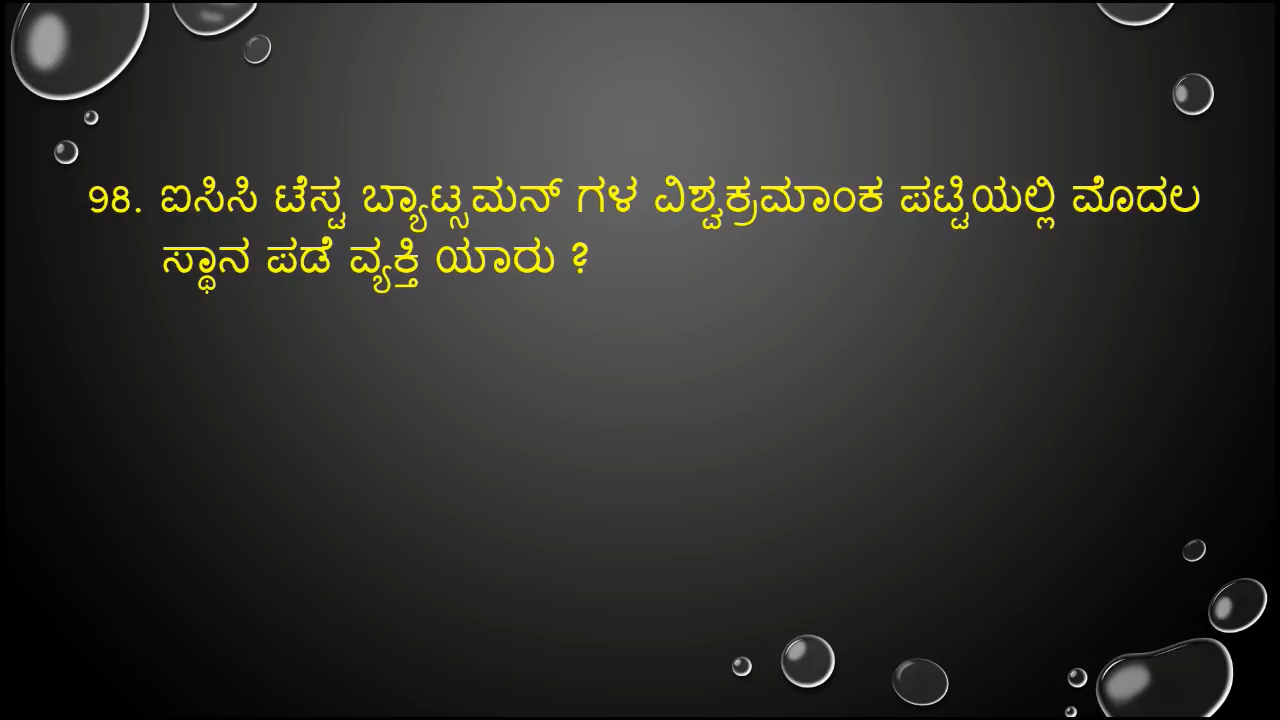 98. ಐಸಿಸಿ ಟೆಸ್ಟ ಬ್ಯಾಟ್ಸಮನ್ ಗಳ ವಿಶ್ವಕ್ರಮಾಂಕ ಪಟ್ಟಿಯಲ್ಲಿ ಮೊದಲ
ಸ್ಥಾನ ಪಡೆ ವ್ಯಕ್ತಿ ಯಾರು ?